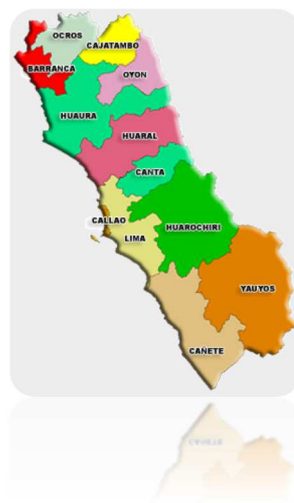 OCROS
CAJATAMBO
BARRANCA
OYON
HUAURA
HUARAL
CANTA
CALLAO
LIMA
HUAROCHIRI
YAUYOS
CAÑETE